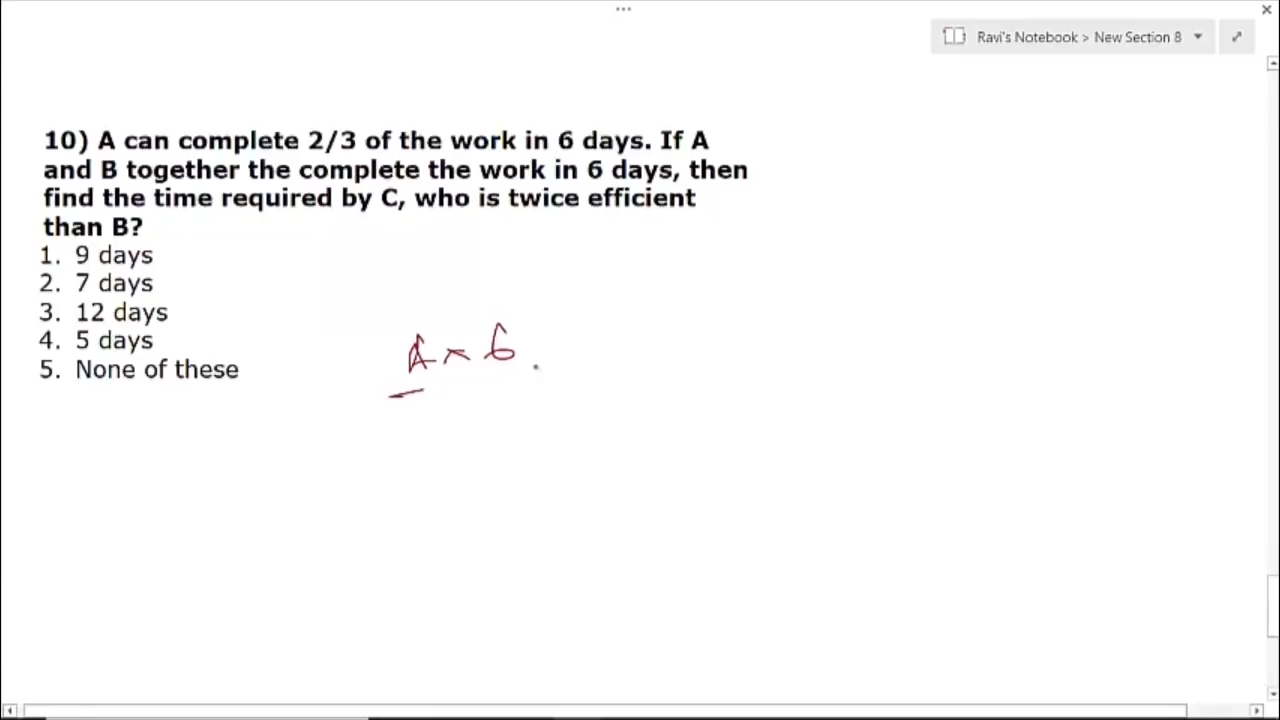 Ravi's Notebook > New Section 8
10) A can complete 2/3 of the work in 6 days. If A
and B together the complete the work in 6 days, then
find the time required by C, who is twice efficient
than B?
1. 9 days
2. 7 days
3. 12 days
4. 5 days
5. None of these
A × 6